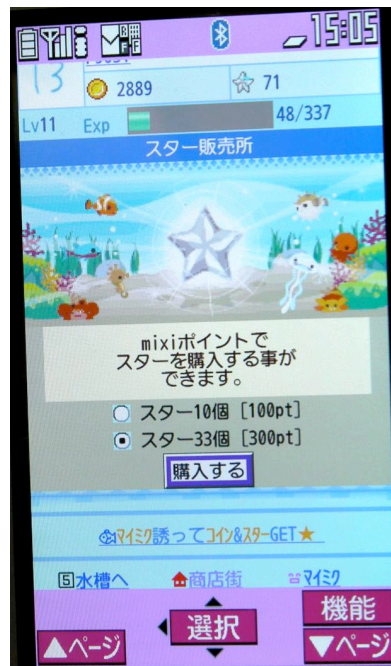 15:05
13
2889
71
Lv11 Exp 48/337
スター販売所
mixiポイントで
スターを購入する事が
できます。
スター10個 [100pt]
スター33個 [300pt]
購入する
マイミク誘ってコイン&スターGET★
5水槽へ 商店街 マイミク
機能
▲ページ 選択 ▼ページ